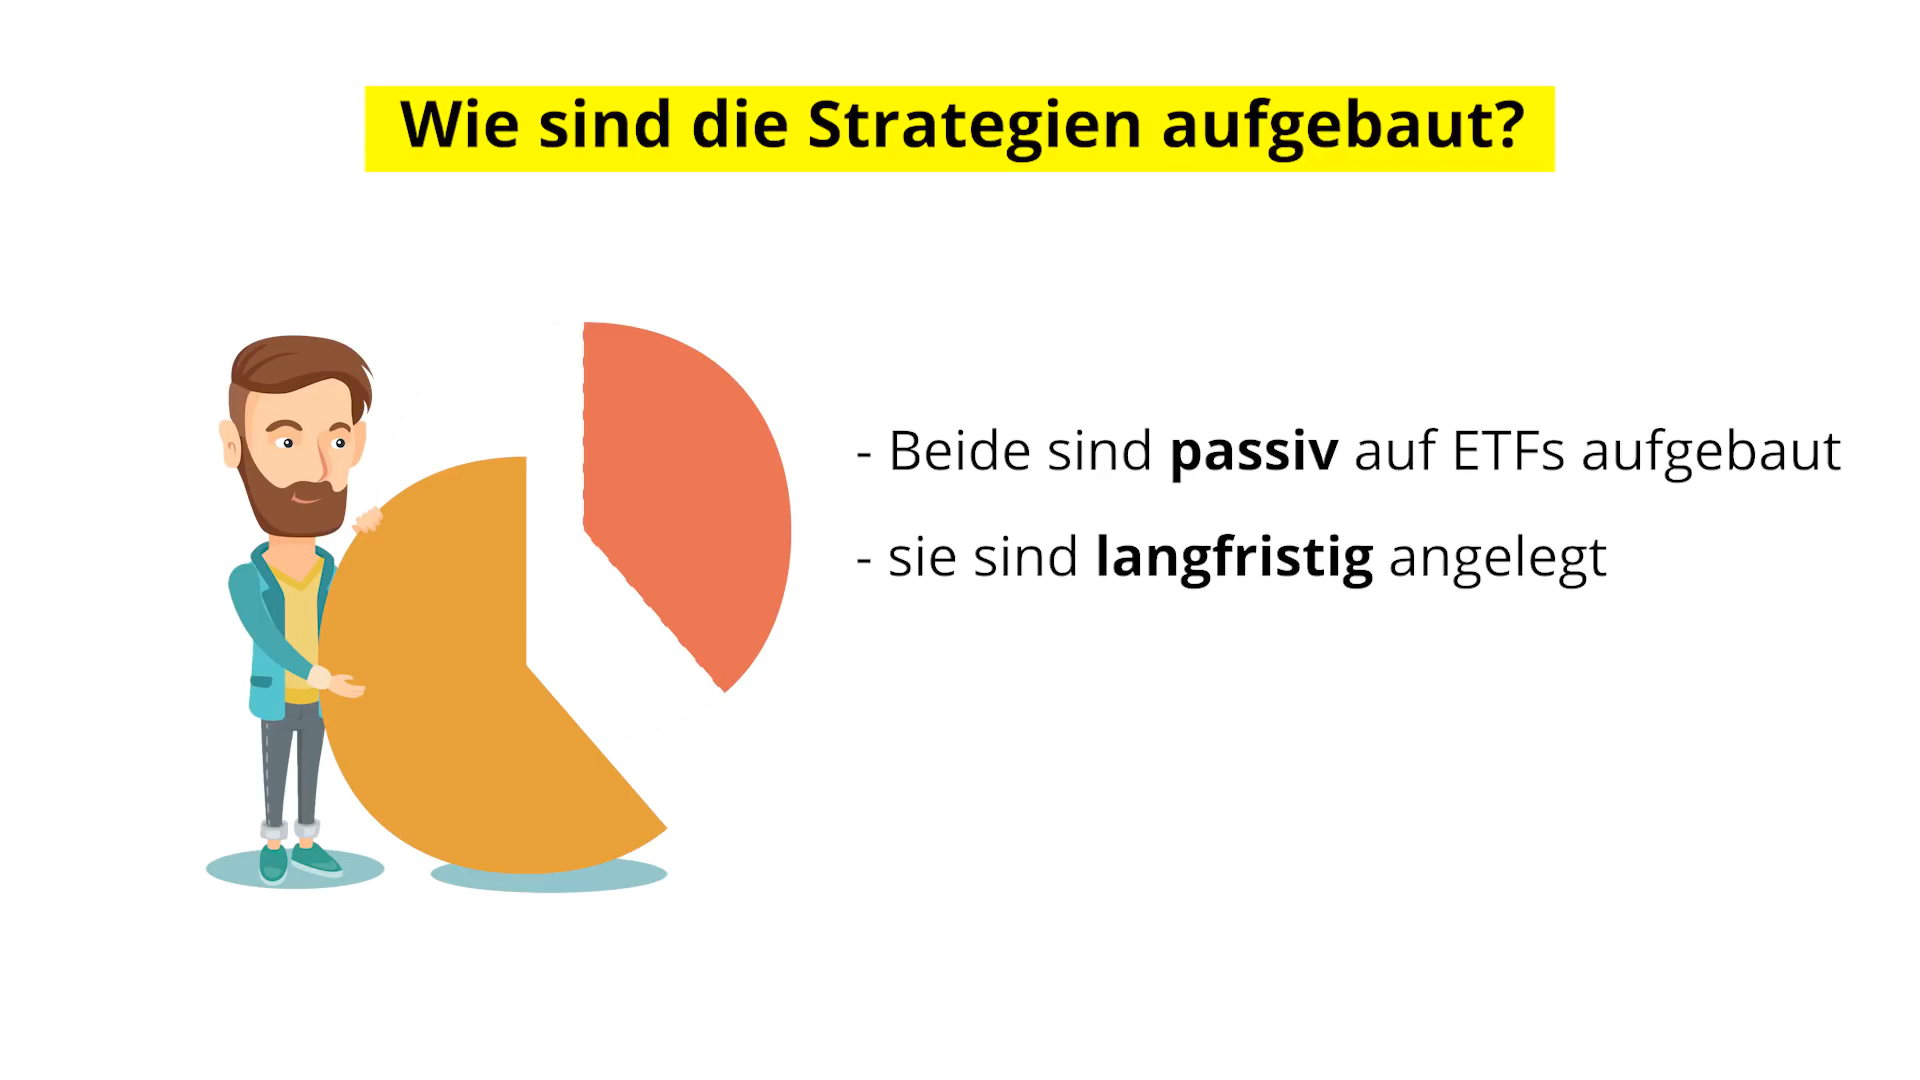 Wie sind die Strategien aufgebaut?
- Beide sind passiv auf ETFs aufgebaut
- sie sind langfristig angelegt